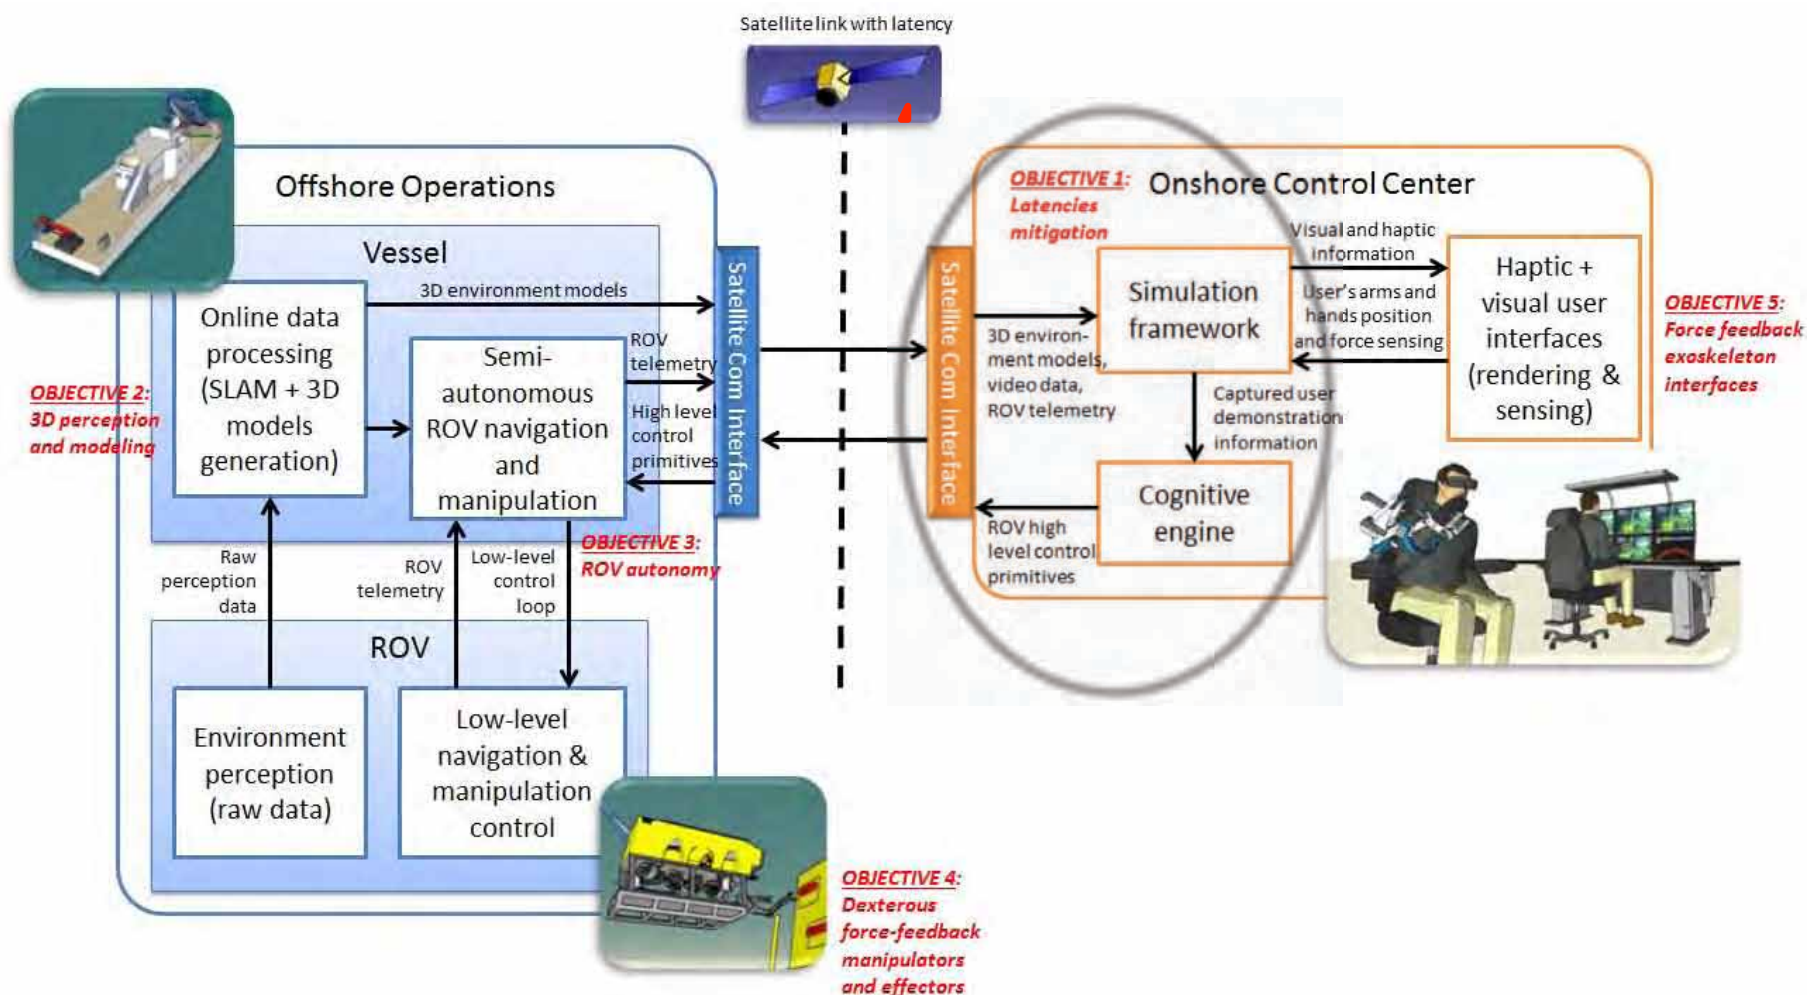 Satellite link with latency
Offshore Operations
Vessel
Online data
processing
(SLAM + 3D
models
generation)
3D environment models
Semi-
autonomous
ROV navigation
and
manipulation
ROV
telemetry
High level
control
primitives
Satellite Com Interface
OBJECTIVE 2:
3D perception
and modeling
OBJECTIVE 3:
ROV autonomy
Raw
perception
data
ROV
telemetry
Low-level
control
loop
ROV
Environment
perception
(raw data)
Low-level
navigation &
manipulation
control
OBJECTIVE 4:
Dexterous
force-feedback
manipulators
and effectors
Satellite Com Interface
OBJECTIVE 1:
Latencies
mitigation
Onshore Control Center
Simulation
framework
3D environ-
ment models,
video data,
ROV telemetry
Visual and haptic
information
User's arms and
hands position
and force sensing
Haptic +
visual user
interfaces
(rendering &
sensing)
Captured user
demonstration
information
Cognitive
engine
ROV high
level control
primitives
OBJECTIVE 5:
Force feedback
exoskeleton
interfaces